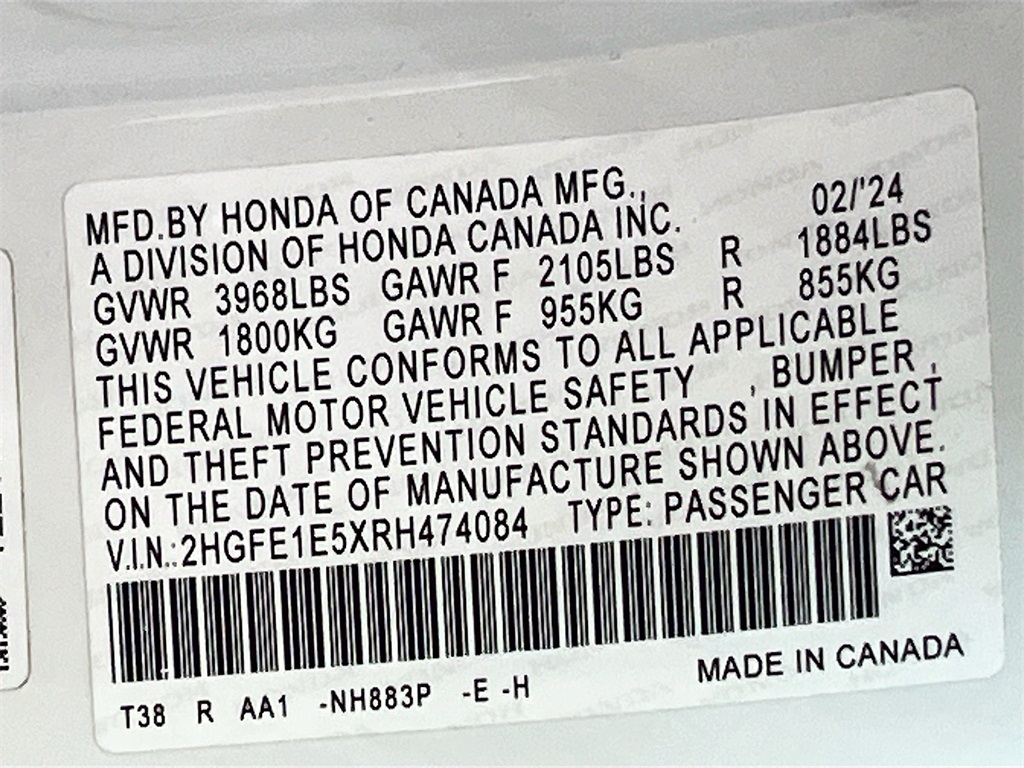 MFD.BY HONDA OF CANADA MFG.,
A DIVISION OF HONDA CANADA INC. 02/'24
GVWR 3968LBS GAWR F 2105LBS R 1884LBS
GVWR 1800KG GAWR F 955KG R 855KG
THIS VEHICLE CONFORMS TO ALL APPLICABLE
FEDERAL MOTOR VEHICLE SAFETY , BUMPER ,
AND THEFT PREVENTION STANDARDS IN EFFECT
ON THE DATE OF MANUFACTURE SHOWN ABOVE.
V.I.N.:2HGFE1E5XRH474084 TYPE: PASSENGER CAR
MADE IN CANADA
T38 R AA1 -NH883P -E -H